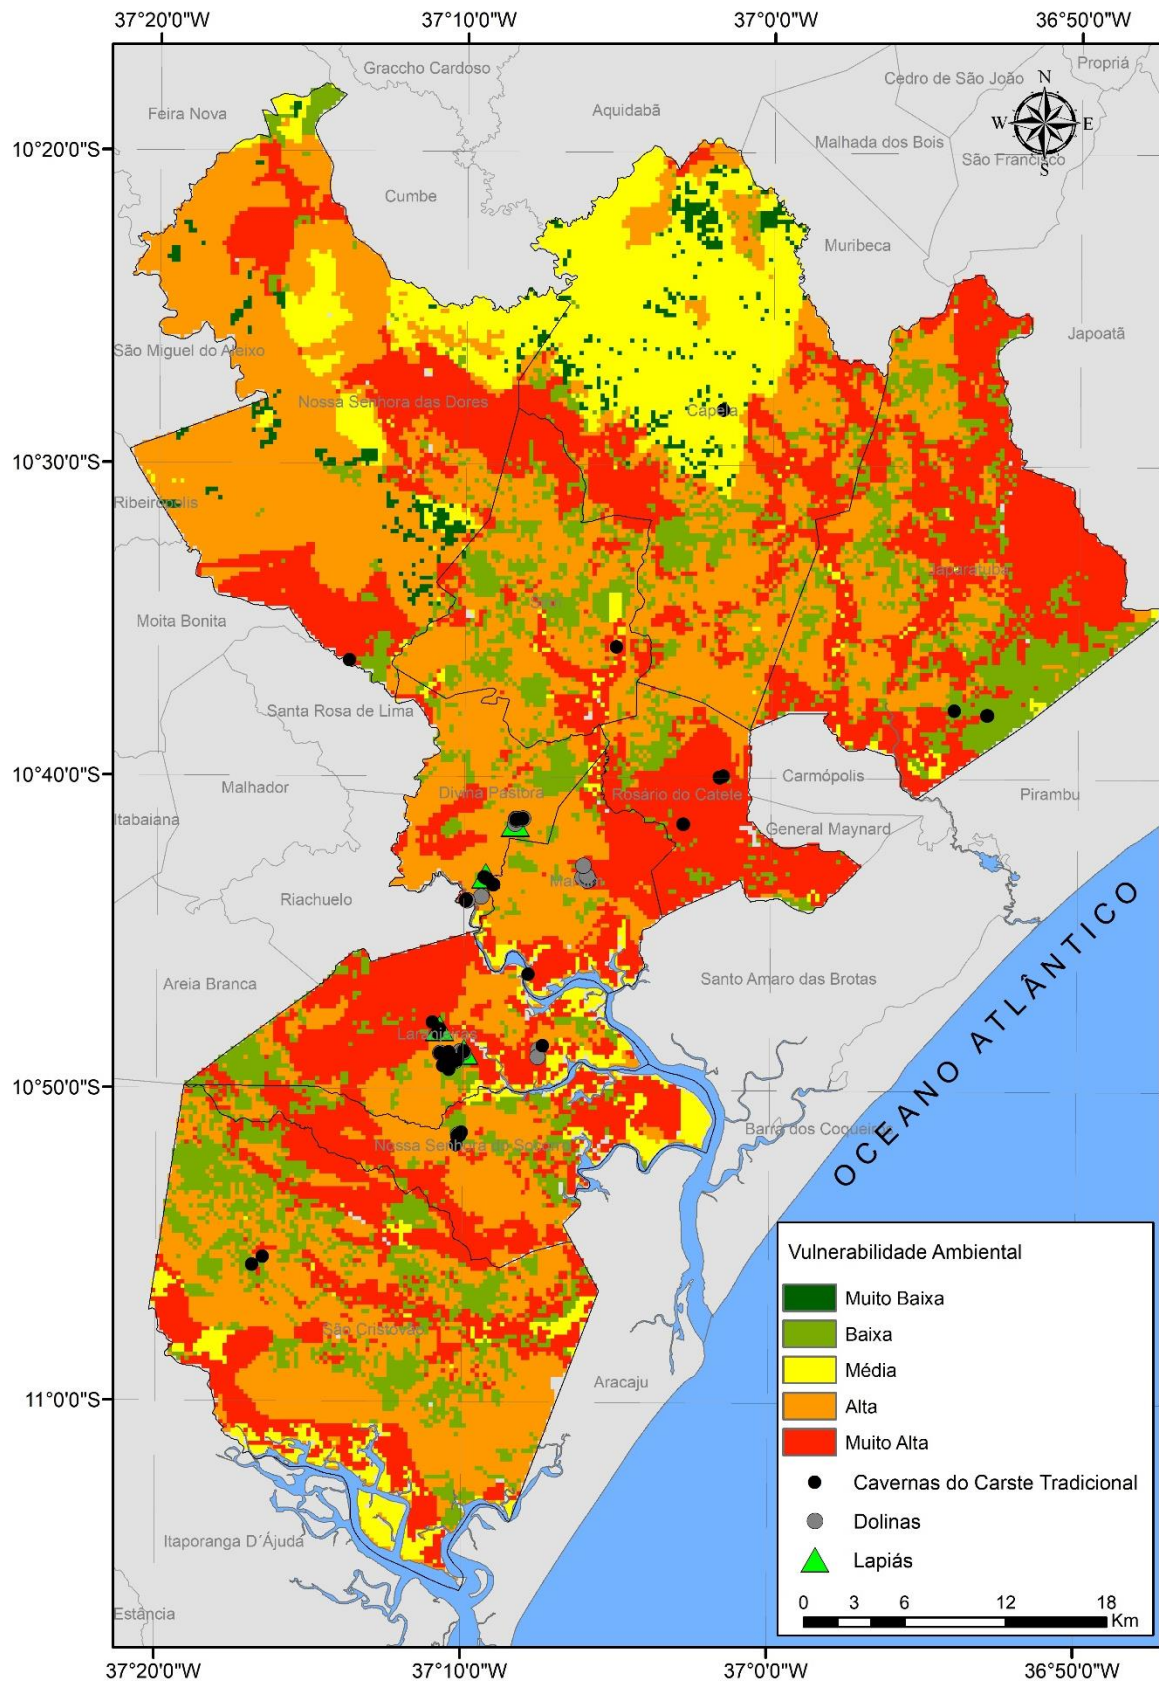 37°20'0"W 37°10'0"W 37°0'0"W 36°50'0"W
Graccho Cardoso
Propriá
Cedro de São João
Feira Nova
Aquidabã
N
W E
S
Malhada dos Bois
10°20'0"S
São Francisco
Cumbe
Muribeca
Japoatã
São Miguel do Aleixo
Nossa Senhora das Dores
Capela
10°30'0"S
Ribeirópolis
Japaratuba
Moita Bonita
Santa Rosa de Lima
10°40'0"S
Carmópolis
Malhador
Divina Pastora
Rosário do Catete
Pirambu
Itabaiana
General Maynard
Riachuelo
Maruim
Areia Branca
Santo Amaro das Brotas
OCEANO ATLÂNTICO
Laranjeiras
10°50'0"S
Barra dos Coqueiros
Nossa Senhora do Socorro
São Cristóvão
Aracaju
11°0'0"S
Itaporanga D´Ájuda
Estância
Vulnerabilidade Ambiental
Muito Baixa
Baixa
Média
Alta
Muito Alta
Cavernas do Carste Tradicional
Dolinas
Lapiás
0 3 6 12 18
Km
37°20'0"W 37°10'0"W 37°0'0"W 36°50'0"W